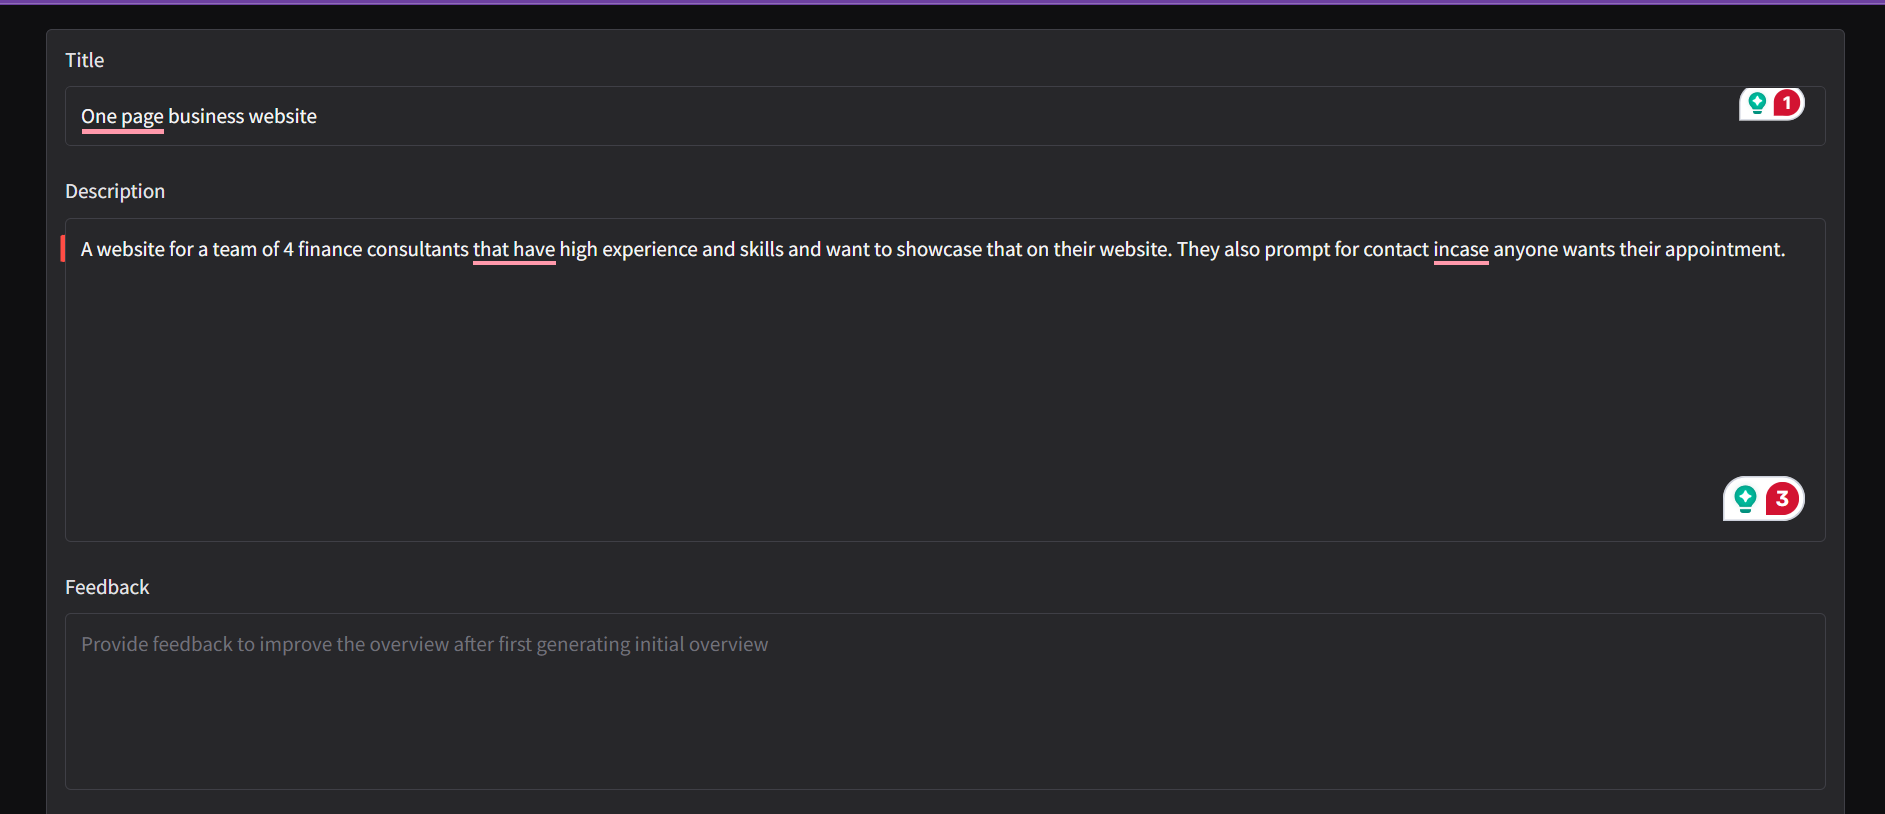 Title
One page business website
1
Description
A website for a team of 4 finance consultants that have high experience and skills and want to showcase that on their website. They also prompt for contact incase anyone wants their appointment.
3
Feedback
Provide feedback to improve the overview after first generating initial overview